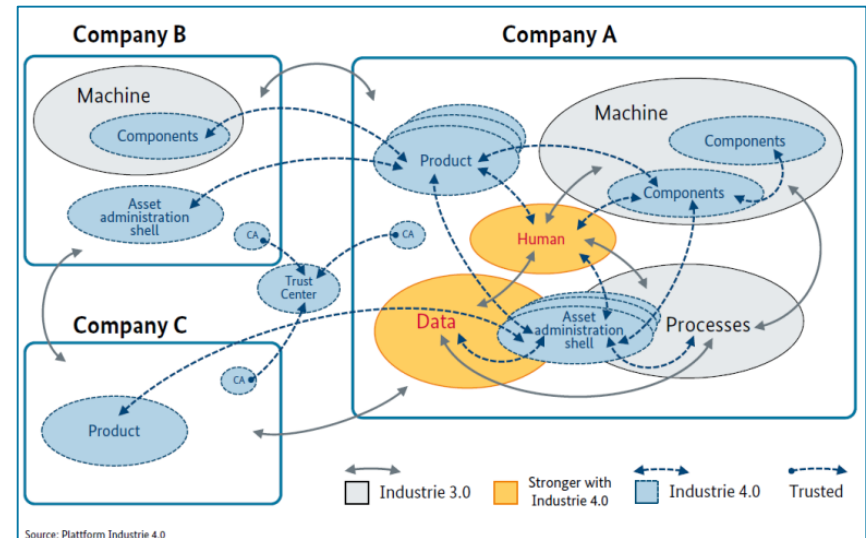 Company B
Company A
Machine
Components
Asset
administration
shell
CA
CA
Trust
Center
Product
Machine
Components
Components
Human
Data
Asset
administration
shell
Processes
Company C
CA
Product
Industrie 3.0
Stronger with
Industrie 4.0
Industrie 4.0
Trusted
Source: Plattform Industrie 4.0